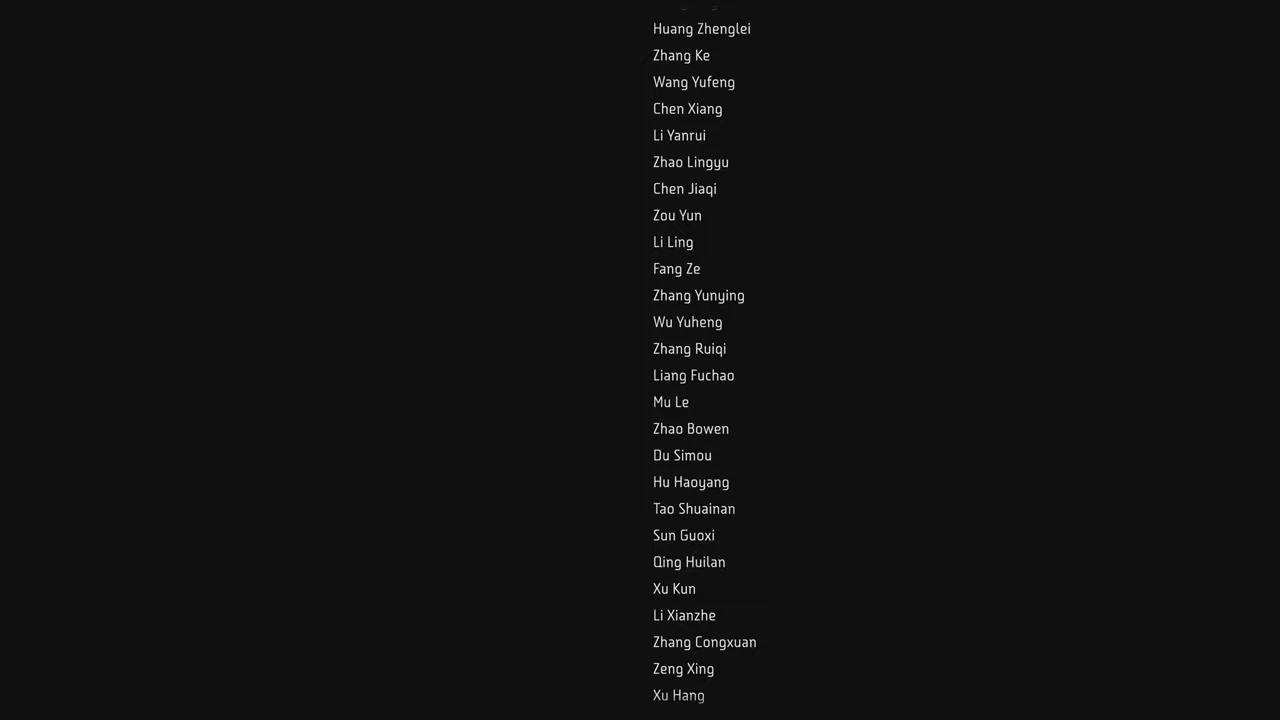 Huang Zhenglei
Zhang Ke
Wang Yufeng
Chen Xiang
Li Yanrui
Zhao Lingyu
Chen Jiaqi
Zou Yun
Li Ling
Fang Ze
Zhang Yunying
Wu Yuheng
Zhang Ruiqi
Liang Fuchao
Mu Le
Zhao Bowen
Du Simou
Hu Haoyang
Tao Shuainan
Sun Guoxi
Qing Huilan
Xu Kun
Li Xianzhe
Zhang Congxuan
Zeng Xing
Xu Hang